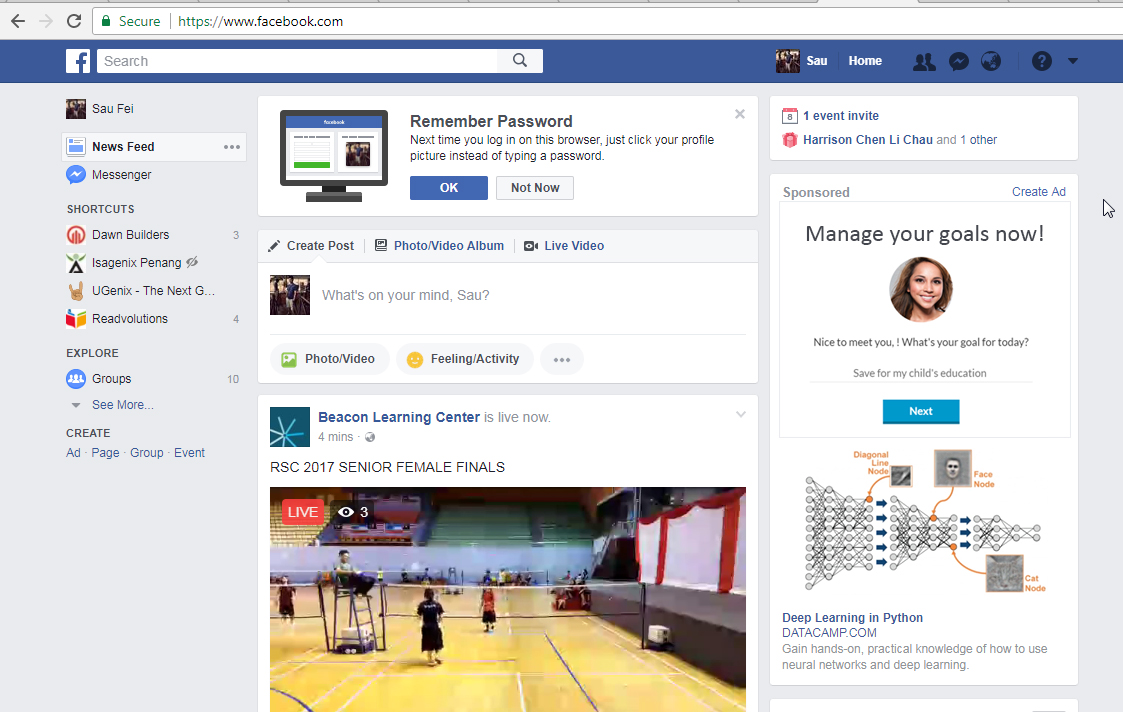 Secure
https://www.facebook.com
Search
Sau
Home
Sau Fei
News Feed
Messenger
SHORTCUTS
Dawn Builders 3
Isagenix Penang
UGenix - The Next G...
Readvolutions 4
EXPLORE
Groups 10
See More...
CREATE
Ad · Page · Group · Event
facebook
Remember Password
Next time you log in on this browser, just click your profile
picture instead of typing a password.
OK
Not Now
Create Post
Photo/Video Album
Live Video
What's on your mind, Sau?
Photo/Video
Feeling/Activity
Beacon Learning Center is live now.
4 mins ·
RSC 2017 SENIOR FEMALE FINALS
LIVE
3
8
1 event invite
Harrison Chen Li Chau and 1 other
Sponsored
Create Ad
Manage your goals now!
Nice to meet you, ! What's your goal for today?
Save for my child's education
Next
Diagonal
Line
Node
Face
Node
Cat
Node
Deep Learning in Python
DATACAMP.COM
Gain hands-on, practical knowledge of how to use
neural networks and deep learning.